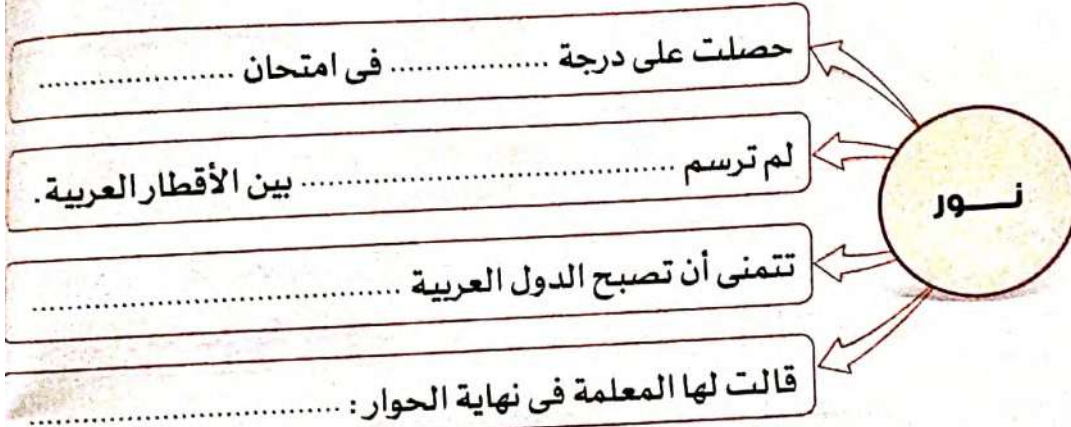 نور
حصلت على درجة .................. فى امتحان ..........................
لم ترسم ........................................ بين الأقطار العربية.
تتمنى أن تصبح الدول العربية ..............................................
قالت لها المعلمة فى نهاية الحوار: ........................................